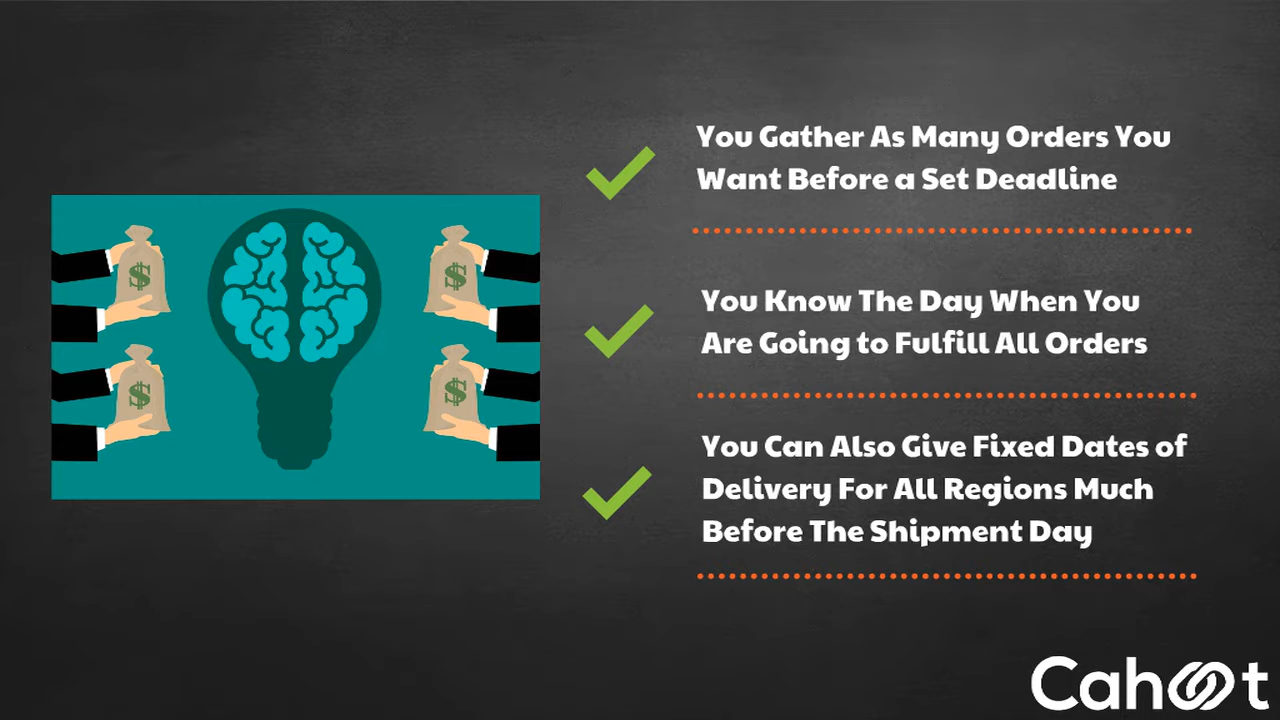 You Gather As Many Orders You
Want Before a Set Deadline
You Know The Day When You
Are Going to Fulfill All Orders
You Can Also Give Fixed Dates of
Delivery For All Regions Much
Before The Shipment Day
$
$
$
$
Cahoot